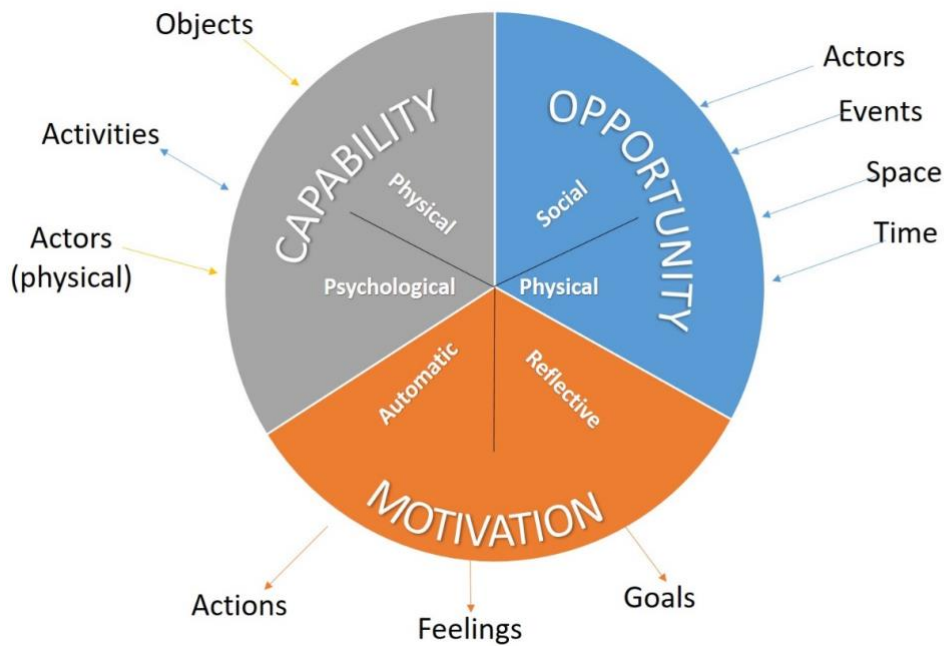 Objects
Activities
Actors
(physical)
CAPABILITY
Physical
Psychological
OPPORTUNITY
Social
Physical
Actors
Events
Space
Time
Automatic
Reflective
MOTIVATION
Actions
Feelings
Goals